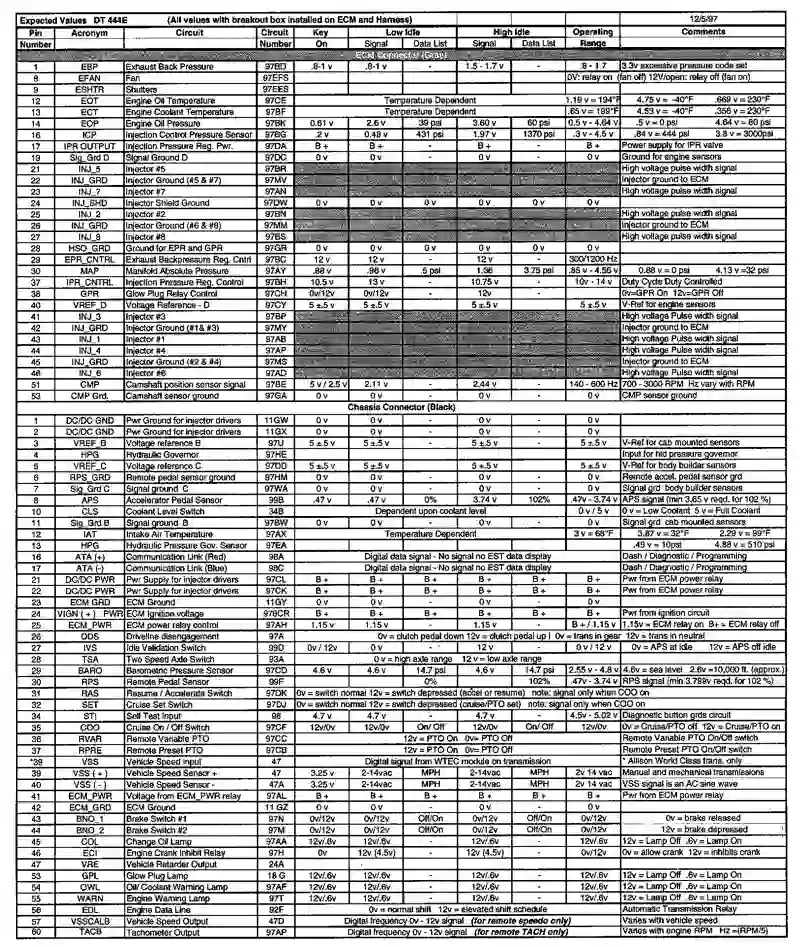 Expected Values DT 444E (All values with breakout box installed on ECM and Harness) 12/5/97
Pin Number Acronym Circuit Circuit Number Key On Low Idle Signal Data List High Idle Signal Data List Operating Range Comments
ECM Connector (Gray)
1 EBP Exhaust Back Pressure 97BD .8-1 v .8-1 v - 1.5 - 1.7 v - .8 - 1.7 3.3v excessive pressure code set
8 EFAN Fan 97EFS 0V: relay on (fan off) 12V/open: relay off (fan on)
9 ESHTR Shutters 97EES
12 EOT Engine Oil Temperature 97CE Temperature Dependent 1.19 v = 194°F 4.75 v = -40°F .669 v = 230°F
13 ECT Engine Coolant Temperature 97BF Temperature Dependent .65 v = 199°F 4.53 v = -40°F .356 v = 230°F
14 EOP Engine Oil Pressure 97BK 0.61 v 2.6 v 39 psi 3.60 v 60 psi 0.5 v - 4.64 v .5 v = 0 psi 4.64 v = 80 psi
16 ICP Injection Control Pressure Sensor 97BG .2 v 0.48 v 431 psi 1.97 v 1370 psi .3 v - 4.5 v .84 v = 444 psi 3.8 v = 3000psi
17 IPR OUTPUT Injection Pressure Reg. Pwr. 97DA B + B + - B + - B + Power supply for IPR valve
19 Sig_Grd D Signal Ground D 97DC 0 v 0 v - 0 v - 0 v Ground for engine sensors
21 INJ_5 Injector #5 97BR High voltage pulse width signal
22 INJ_GRD Injector Ground (#5 & #7) 97MV Injector ground to ECM
23 INJ_7 Injector #7 97AN High voltage pulse width signal
24 INJ_SHD Injector Shield Ground 97DW 0 v 0 v 0 v 0 v 0 v 0 v
25 INJ_2 Injector #2 97BN High voltage pulse width signal
26 INJ_GRD Injector Ground (#6 & #8) 97MM Injector ground to ECM
27 INJ_8 Injector #8 97BS High voltage pulse width signal
28 HSO_GRD Ground for EPR and GPR 97GR 0 v 0 v 0 v 0 v 0 v 0 v
29 EPR_CNTRL Exhaust Backpressure Reg. Cntrl 97BC 12 v 12 v - 12 v - 300/1200 Hz
30 MAP Manifold Absolute Pressure 97AY .88 v .96 v .5 psi 1.36 3.75 psi .85 v - 4.56 v 0.88 v = 0 psi 4.13 v =32 psi
37 IPR_CNTRL Injection Pressure Reg. Control 97BH 10.5 v 13 v - 10.75 v - 10v - 14 v Duty Cycle Duty Controlled
38 GPR Glow Plug Relay Control 97CH 0v/12v 0v/12v 12v - 0v=GPR On 12v=GPR Off
40 VREF_D Voltage Reference - D 97CY 5 ±.5 v 5 ±.5 v - 5 ±.5 v - 5 ±.5 v V-Ref for engine sensors
41 INJ_3 Injector #3 97BP High voltage Pulse width signal
42 INJ_GRD Injector Ground (#1& #3) 97MY Injector ground to ECM
43 INJ_1 Injector #1 97AB High voltage Pulse width signal
44 INJ_4 Injector #4 97AP High voltage Pulse width signal
45 INJ_GRD Injector Ground (#2 & #4) 97MS Injector ground to ECM
46 INJ_6 Injector #6 97AD High voltage Pulse width signal
51 CMP Camshaft position sensor signal 97BE 5 v / 2.5 v 2.11 v - 2.44 v - 140 - 600 Hz 700 - 3000 RPM Hz vary with RPM
53 CMP Grd. Camshaft sensor ground 97GA 0 v 0 v - 0 v - 0 v CMP sensor ground
Chassis Connector (Black)
1 DC/DC GND Pwr Ground for injector drivers 11GW 0 v 0 v - 0 v - 0 v
2 DC/DC GND Pwr Ground for injector drivers 11GX 0 v 0 v - 0 v - 0 v
3 VREF_B Voltage reference B 97U 5 ±.5 v 5 ±.5 v - 5 ±.5 v - 5 ±.5 v V-Ref for cab mounted sensors
4 HPG Hydraulic Governor 97HE Input for hid pressure governor
5 VREF_C Voltage reference C 97DD 5 ±.5 v 5 ±.5 v - 5 ±.5 v - 5 ±.5 v V-Ref for body builder sensors
6 RPS_GRD Remote pedal sensor ground 97HM 0 v 0 v - 0 v - 0 v Remote accel. pedal sensor grd
7 Sig_Grd C Signal ground C 97WA 0 v 0 v - 0 v - 0 v Signal grd body builder sensors
8 APS Accelerator Pedal Sensor 99B .47 v .47 v 0% 3.74 v 102% .47v - 3.74 v APS signal (min 3.65 v reqd. for 102 %)
10 CLS Coolant Level Switch 34B Dependent upon coolant level 0 v / 5 v 0 v = Low Coolant 5 v = Full Coolant
11 Sig_Grd B Signal ground B 97BW 0 v 0 v - 0 v - 0 v Signal grd cab mounted sensors
12 IAT Intake Air Temperature 97AX Temperature Dependent 3 v = 68°F 3.87 v = 32°F 2.29 v = 99°F
13 HPG Hydraulic Pressure Gov. Sensor 97EA .49 v = 10psi 4.88 v = 510 psi
16 ATA (+) Communication Link (Red) 98A Digital data signal - No signal no EST data display Dash / Diagnostic / Programming
17 ATA (-) Communication Link (Blue) 98C Digital data signal - No signal no EST data display Dash / Diagnostic / Programming
21 DC/DC PWR Pwr Supply for injector drivers 97CL B + B + B + B + B + B + Pwr from ECM power relay
22 DC/DC PWR Pwr Supply for injector drivers 97CK B + B + B + B + B + B + Pwr from ECM power relay
23 ECM GRD ECM Ground 11GY 0 v 0 v - 0 v - 0 v
24 VIGN ( + ) PWR ECM Ignition voltage 97BCR B + B + B + B + B + B + Pwr from ignition circuit
25 ECM_PWR ECM power relay control 97AH 1.15 v 1.15 v - 1.15 v - B + / 1.15 v 1.15v = ECM relay on B+ = ECM relay off
26 DDS Driveline disengagement 97A 0v = clutch pedal down 12v = clutch pedal up | 0v = trans in gear 12v = trans in neutral
27 IVS Idle Validation Switch 99D 0v / 12v 0v - 12 v - 0v / 12 v 0v = APS at idle 12v = APS off idle
28 TSA Two Speed Axle Switch 93A 0v = high axle range 12v = low axle range
29 BARO Barometric Pressure Sensor 97CD 4.6 v 4.6 v 14.7 psi 4.6 v 14.7 psi 2.55 v - 4.8 v 4.6v = sea level 2.6v =10,000 ft. (approx.)
30 RPS Remote Pedal Sensor 99F 0% 102% .47v - 3.74 v RPS signal (min 3.789v reqd. for 102 %)
31 RAS Resume / Accelerate Switch 97DK 0v = switch normal 12v = switch depressed (accel or resume) note: signal only when COO on
32 SET Cruise Set Switch 97DJ 0v = switch normal 12v = switch depressed (cruise/PTO set) note: signal only when COO on
34 STI Self Test Input 98 4.7 v 4.7 v - 4.7 v - 4.5v - 5.02 v Diagnostic button grds circuit
35 COO Cruise On / Off Switch 97CF 12v/0v 12v/0v On/ Off 12v/0v On/ Off 12v/0v 0v = Cruise/PTO off 12v = Cruise/PTO on
36 RVAR Remote Variable PTO 97CC 12v = PTO On 0v= PTO Off Remote Variable PTO On/Off switch
37 RPRE Remote Preset PTO 97CB 12v = PTO On 0v= PTO Off Remote Preset PTO On/Off switch
*39 VSS Vehicle Speed Input 47 Digital signal from WTEC module on transmission * Allison World Class trans. only
39 VSS ( + ) Vehicle Speed Sensor + 47 3.25 v 2-14vac MPH 2-14vac MPH 2v 14 vac Manual and mechanical transmissions
40 VSS ( - ) Vehicle Speed Sensor - 47A 3.25 v 2-14vac MPH 2-14vac MPH 2v 14 vac VSS signal is an AC sine wave
41 ECM_PWR Voltage from ECM_PWR relay 97AL B + B + B + B + B + B + Pwr from ECM power relay
42 ECM_GRD ECM Ground 11 GZ 0 v 0 v - 0 v - 0 v
43 BNO_1 Brake Switch #1 97N 0v/12v 0v/12v Off/On 0v/12v Off/On 0v/12v 0v = brake released
44 BNO_2 Brake Switch #2 97M 0v/12v 0v/12v Off/On 0v/12v Off/On 0v/12v 12v = brake depressed
45 COL Change Oil Lamp 97AA 12v/.6v 12v/.6v - 12v/.6v - 12v/.6v 12v = Lamp Off .6v = Lamp On
46 ECI Engine Crank Inhibit Relay 97H 0v 12v (4.5v) - 12v (4.5v) - 0v/12v 0v = allow crank 12v = inhibits crank
47 VRE Vehicle Retarder Output 24A
53 GPL Glow Plug Lamp 18 G 12v/.6v 12v/.6v - 12v/.6v - 12v/.6v 12v = Lamp Off .6v = Lamp On
54 OWL Oil/ Coolant Warning Lamp 97AF 12v/.6v 12v/.6v - 12v/.6v - 12v/.6v 12v = Lamp Off .6v = Lamp On
55 WARN Engine Warning Lamp 97T 12v/.6v 12v/.6v - 12v/.6v - 12v/.6v 12v = Lamp Off .6v = Lamp On
56 EDL Engine Data Line 92F 0v = normal shift 12v = elevated shift schedule Automatic Transmission Relay
57 VSSCALB Vehicle Speed Output 47D Digital frequency 0v - 12v signal (for remote speedo only) Varies with vehicle speed
60 TACB Tachometer Output 97AP Digital frequency 0v - 12v signal (for remote TACH only) Varies with engine RPM Hz =(RPM/5)